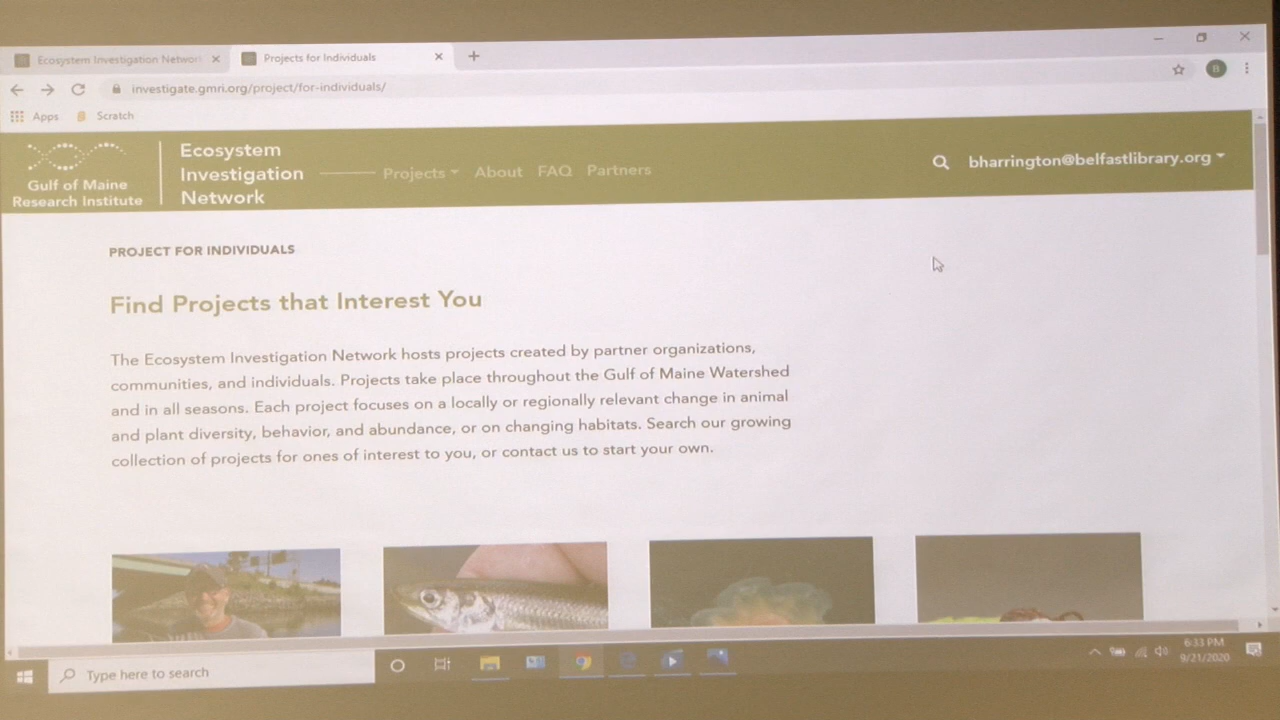 Ecosystem Investigation Networ
Projects for Individuals
investigate.gmri.org/project/for-individuals/
B
Apps
Scratch
Gulf of Maine
Research Institute
Ecosystem
Investigation
Network
Projects
About
FAQ
Partners
bharrington@belfastlibrary.org
PROJECT FOR INDIVIDUALS
Find Projects that Interest You
The Ecosystem Investigation Network hosts projects created by partner organizations,
communities, and individuals. Projects take place throughout the Gulf of Maine Watershed
and in all seasons. Each project focuses on a locally or regionally relevant change in animal
and plant diversity, behavior, and abundance, or on changing habitats. Search our growing
collection of projects for ones of interest to you, or contact us to start your own.
Type here to search
6:33 PM
9/21/2020